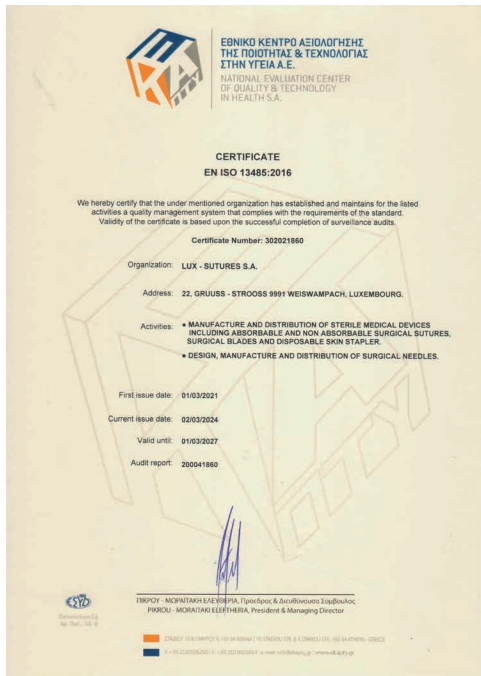 ΕΚΑ
ΠΤΥ
ΕΘΝΙΚΟ ΚΕΝΤΡΟ ΑΞΙΟΛΟΓΗΣΗΣ
ΤΗΣ ΠΟΙΟΤΗΤΑΣ & ΤΕΧΝΟΛΟΓΙΑΣ
ΣΤΗΝ ΥΓΕΙΑ Α.Ε.
NATIONAL EVALUATION CENTER
OF QUALITY & TECHNOLOGY
IN HEALTH S.A.
CERTIFICATE
EN ISO 13485:2016
We hereby certify that the under mentioned organization has established and maintains for the listed
activities a quality management system that complies with the requirements of the standard.
Validity of the certificate is based upon the successful completion of surveillance audits.
Certificate Number: 302021860
Organization: LUX - SUTURES S.A.
Address: 22, GRUUSS - STROOSS 9991 WEISWAMPACH, LUXEMBOURG.
Activities: • MANUFACTURE AND DISTRIBUTION OF STERILE MEDICAL DEVICES
INCLUDING ABSORBABLE AND NON ABSORBABLE SURGICAL SUTURES,
SURGICAL BLADES AND DISPOSABLE SKIN STAPLER.
• DESIGN, MANUFACTURE AND DISTRIBUTION OF SURGICAL NEEDLES.
First issue date: 01/03/2021
Current issue date: 02/03/2024
Valid until: 01/03/2027
Audit report: 200041860
ΠΙΚΡΟΥ - ΜΟΡΑΪΤΑΚΗ ΕΛΕΥΘΕΡΙΑ, Πρόεδρος & Διευθύνουσα Σύμβουλος
PIKROU - MORAITAKI ELEFTHERIA, President & Managing Director
ΕΣΥΔ